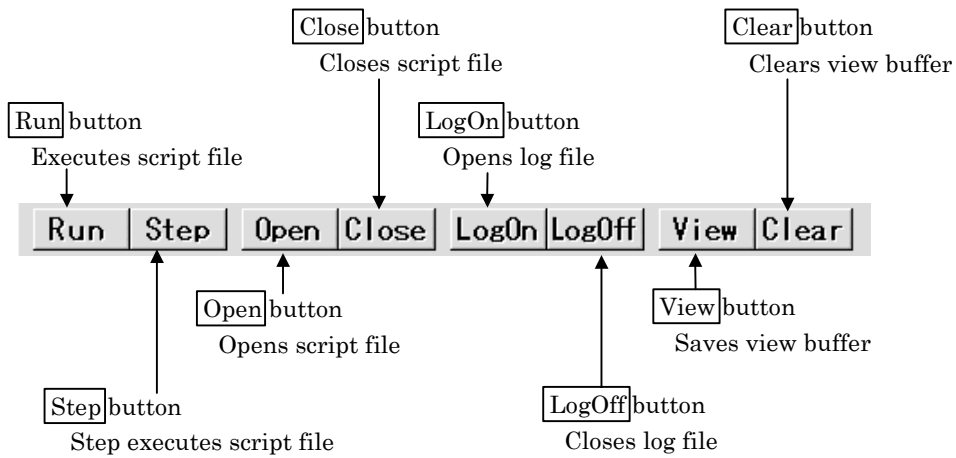 Close button
Closes script file
Clear button
Clears view buffer
Run button
Executes script file
LogOn button
Opens log file
Run Step Open Close LogOn LogOff View Clear
Open button
Opens script file
View button
Saves view buffer
Step button
Step executes script file
LogOff button
Closes log file